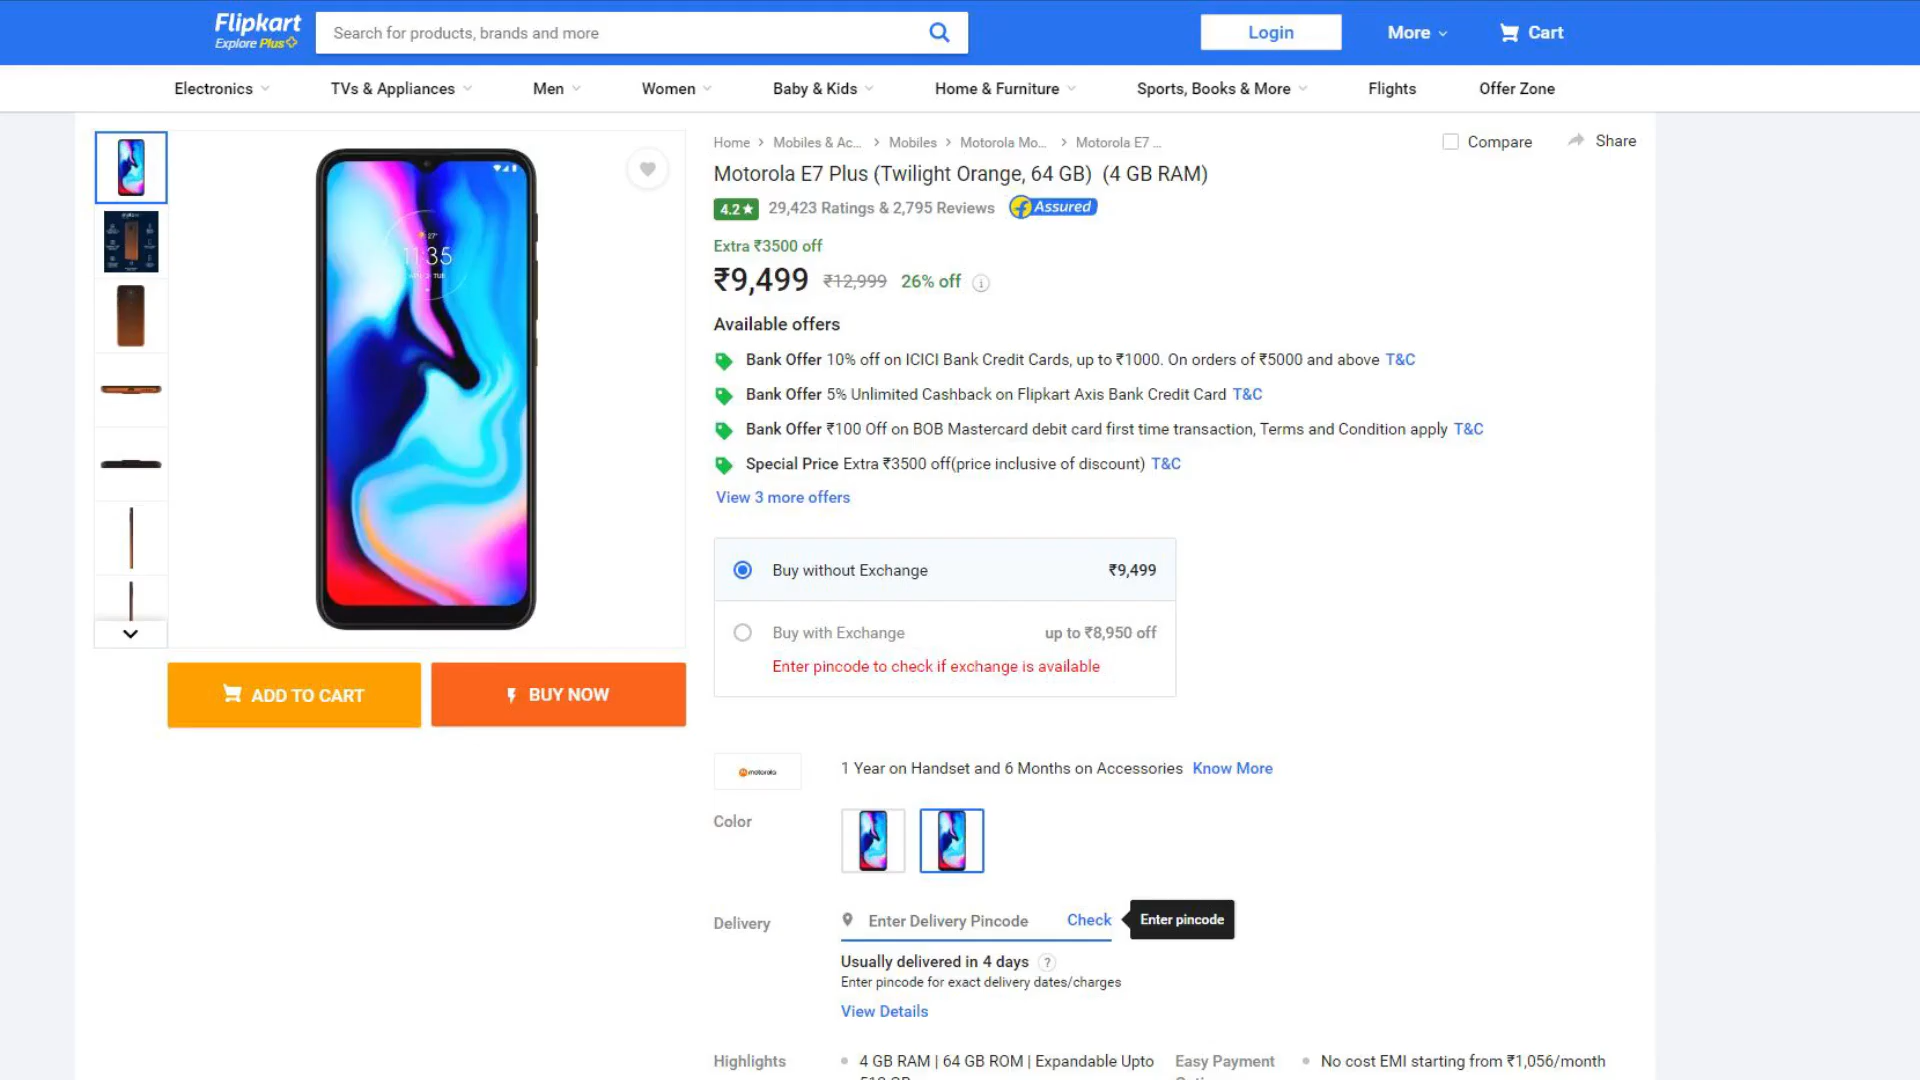 Flipkart
Explore Plus
Search for products, brands and more
Login
More
Cart
Electronics
TVs & Appliances
Men
Women
Baby & Kids
Home & Furniture
Sports, Books & More
Flights
Offer Zone
Home > Mobiles & Ac... > Mobiles > Motorola Mo... > Motorola E7 ...
Compare
Share
Motorola E7 Plus (Twilight Orange, 64 GB) (4 GB RAM)
4.2★ 29,423 Ratings & 2,795 Reviews Assured
Extra ₹3500 off
₹9,499 ₹12,999 26% off
Available offers
Bank Offer 10% off on ICICI Bank Credit Cards, up to ₹1000. On orders of ₹5000 and above T&C
Bank Offer 5% Unlimited Cashback on Flipkart Axis Bank Credit Card T&C
Bank Offer ₹100 Off on BOB Mastercard debit card first time transaction, Terms and Condition apply T&C
Special Price Extra ₹3500 off(price inclusive of discount) T&C
View 3 more offers
Buy without Exchange ₹9,499
Buy with Exchange up to ₹8,950 off
Enter pincode to check if exchange is available
11:35
ADD TO CART
BUY NOW
motorola
1 Year on Handset and 6 Months on Accessories Know More
Color
Delivery
Enter Delivery Pincode Check
Enter pincode
Usually delivered in 4 days ?
Enter pincode for exact delivery dates/charges
View Details
Highlights
4 GB RAM | 64 GB ROM | Expandable Upto
Easy Payment
No cost EMI starting from ₹1,056/month